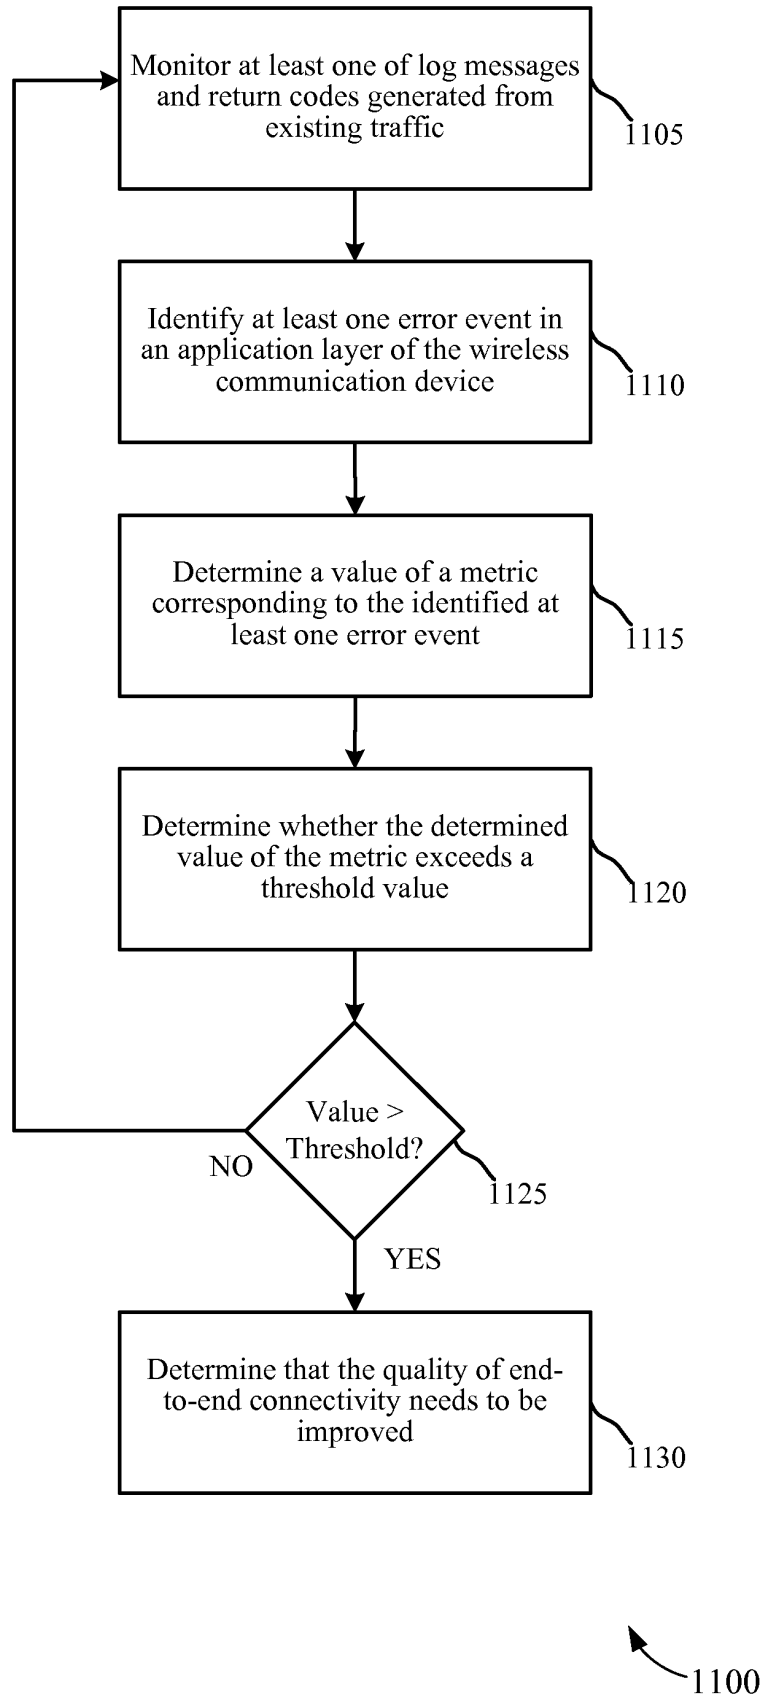 Monitor at least one of log messages
and return codes generated from
existing traffic
1105
Identify at least one error event in
an application layer of the wireless
communication device
1110
Determine a value of a metric
corresponding to the identified at
least one error event
1115
Determine whether the determined
value of the metric exceeds a
threshold value
1120
Value >
Threshold?
NO
1125
YES
Determine that the quality of end-
to-end connectivity needs to be
improved
1130
1100